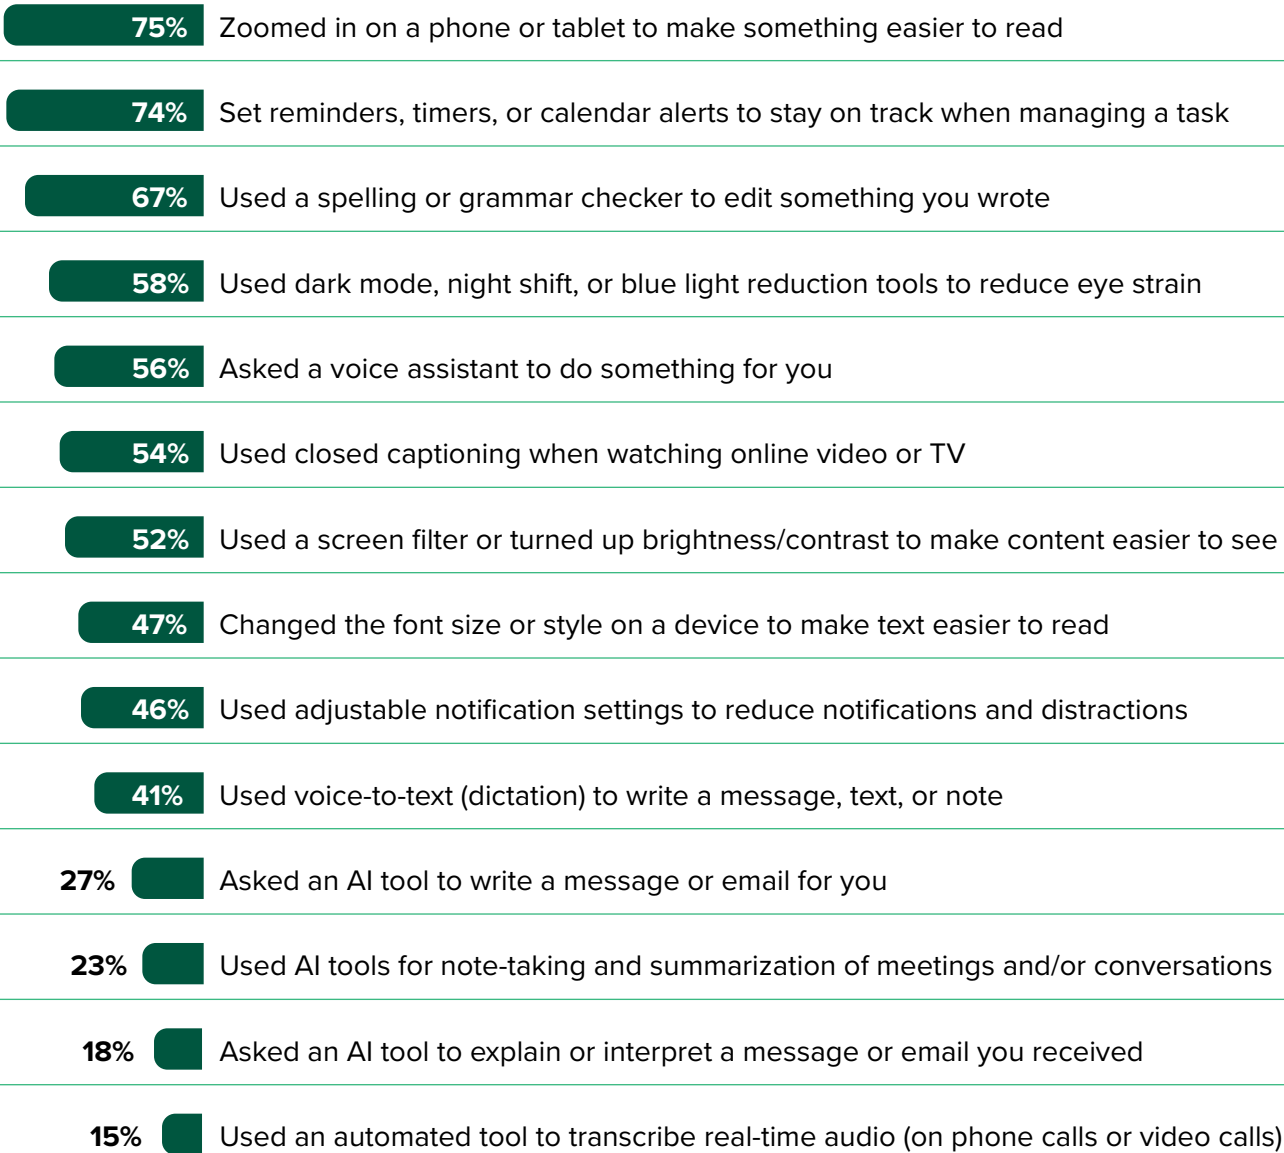 75% Zoomed in on a phone or tablet to make something easier to read
74% Set reminders, timers, or calendar alerts to stay on track when managing a task
67% Used a spelling or grammar checker to edit something you wrote
58% Used dark mode, night shift, or blue light reduction tools to reduce eye strain
56% Asked a voice assistant to do something for you
54% Used closed captioning when watching online video or TV
52% Used a screen filter or turned up brightness/contrast to make content easier to see
47% Changed the font size or style on a device to make text easier to read
46% Used adjustable notification settings to reduce notifications and distractions
41% Used voice-to-text (dictation) to write a message, text, or note
27% Asked an AI tool to write a message or email for you
23% Used AI tools for note-taking and summarization of meetings and/or conversations
18% Asked an AI tool to explain or interpret a message or email you received
15% Used an automated tool to transcribe real-time audio (on phone calls or video calls)